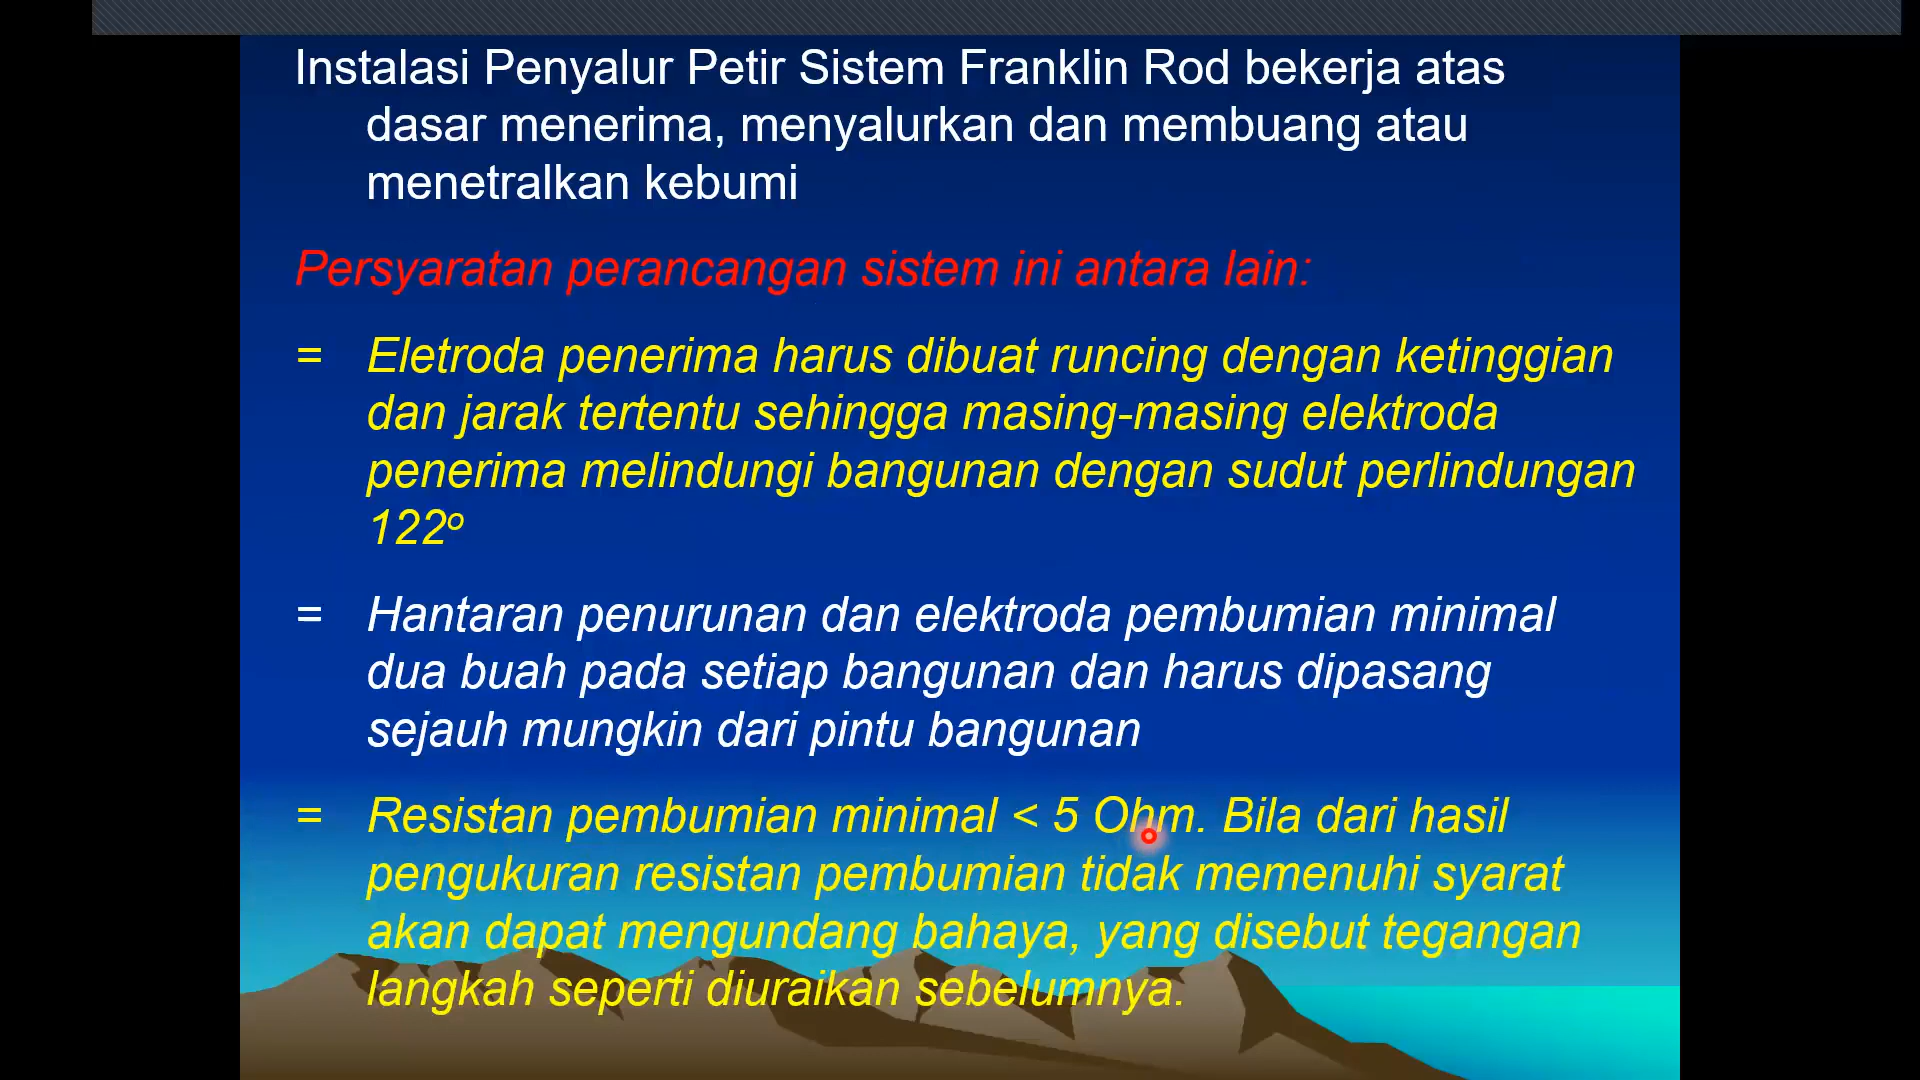 Instalasi Penyalur Petir Sistem Franklin Rod bekerja atas
dasar menerima, menyalurkan dan membuang atau
menetralkan kebumi
Persyaratan perancangan sistem ini antara lain:
= Eletroda penerima harus dibuat runcing dengan ketinggian
dan jarak tertentu sehingga masing-masing elektroda
penerima melindungi bangunan dengan sudut perlindungan
122º
= Hantaran penurunan dan elektroda pembumian minimal
dua buah pada setiap bangunan dan harus dipasang
sejauh mungkin dari pintu bangunan
= Resistan pembumian minimal < 5 Ohm. Bila dari hasil
pengukuran resistan pembumian tidak memenuhi syarat
akan dapat mengundang bahaya, yang disebut tegangan
langkah seperti diuraikan sebelumnya.